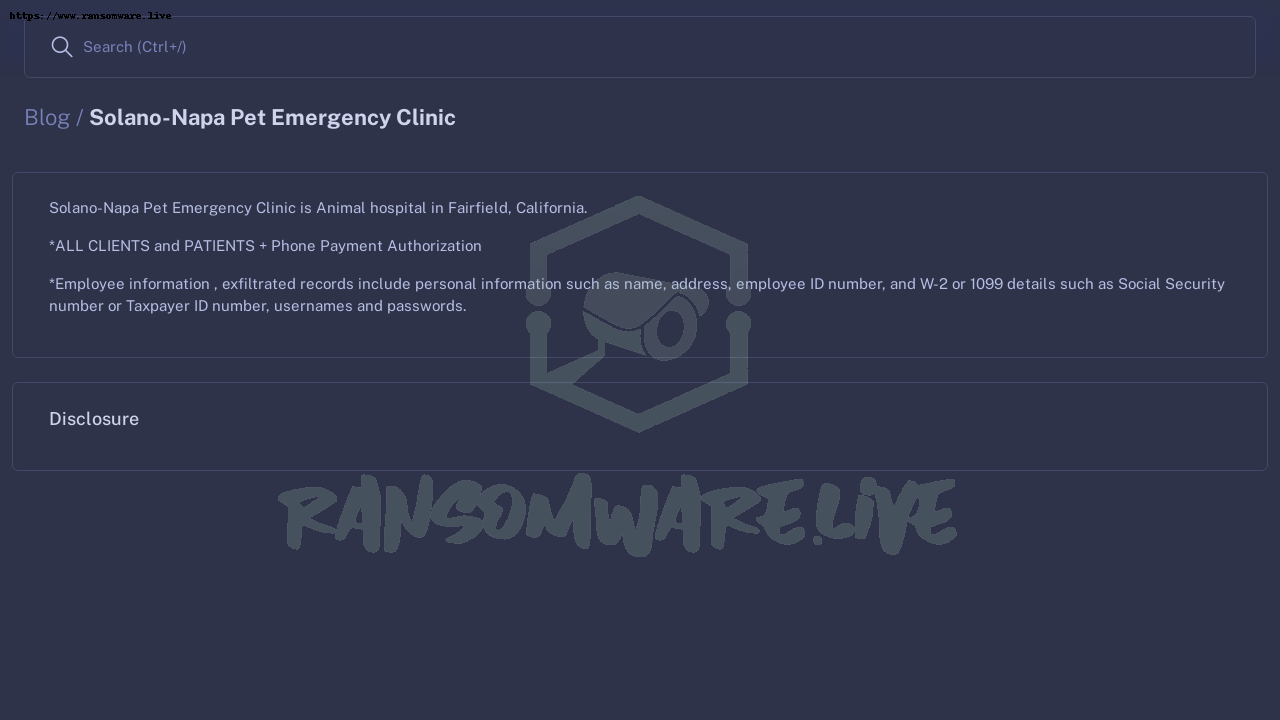 https://www.ransomware.live
Search (Ctrl+/)
Blog / Solano-Napa Pet Emergency Clinic
Solano-Napa Pet Emergency Clinic is Animal hospital in Fairfield, California.
*ALL CLIENTS and PATIENTS + Phone Payment Authorization
*Employee information , exfiltrated records include personal information such as name, address, employee ID number, and W-2 or 1099 details such as Social Security
number or Taxpayer ID number, usernames and passwords.
Disclosure
RANSOMWARE.LIVE